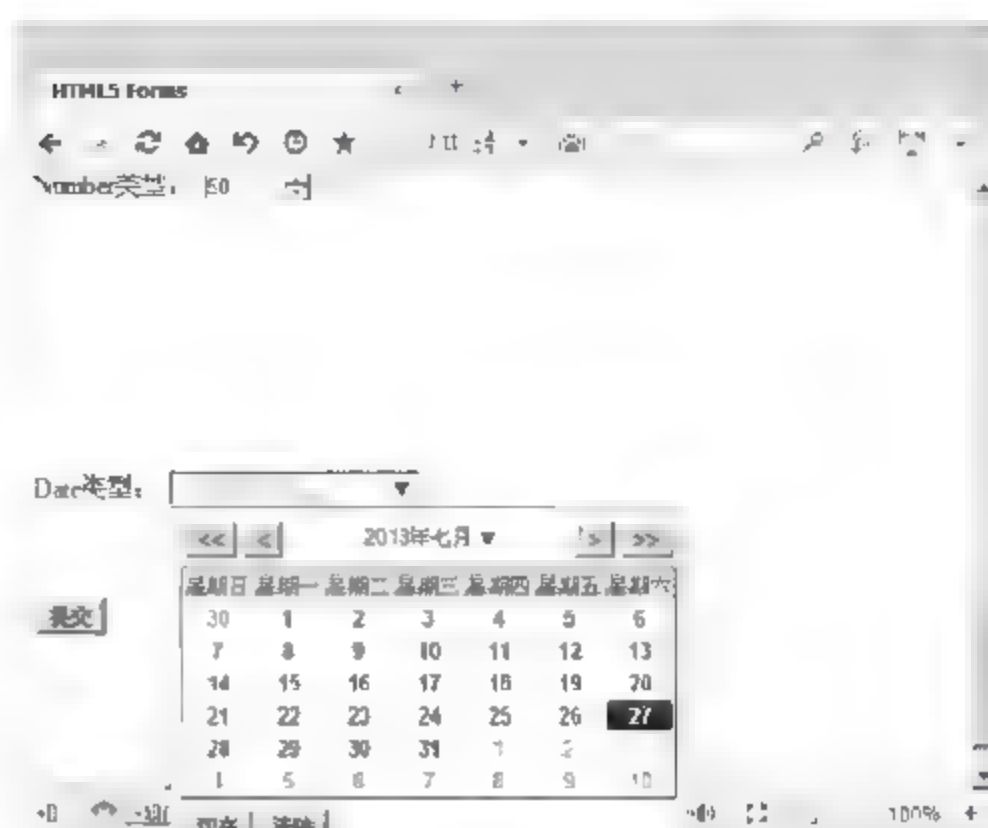 HTML5 Forms
Number类型： 50
Date类型：
<< < 2013年七月 ▼ > >>
星期日 星期一 星期二 星期三 星期四 星期五 星期六
30 1 2 3 4 5 6
提交
7 8 9 10 11 12 13
14 15 16 17 18 19 20
21 22 23 24 25 26 27
28 29 30 31 1 2
4 5 6 7 8 9 10
现在 清除
100%